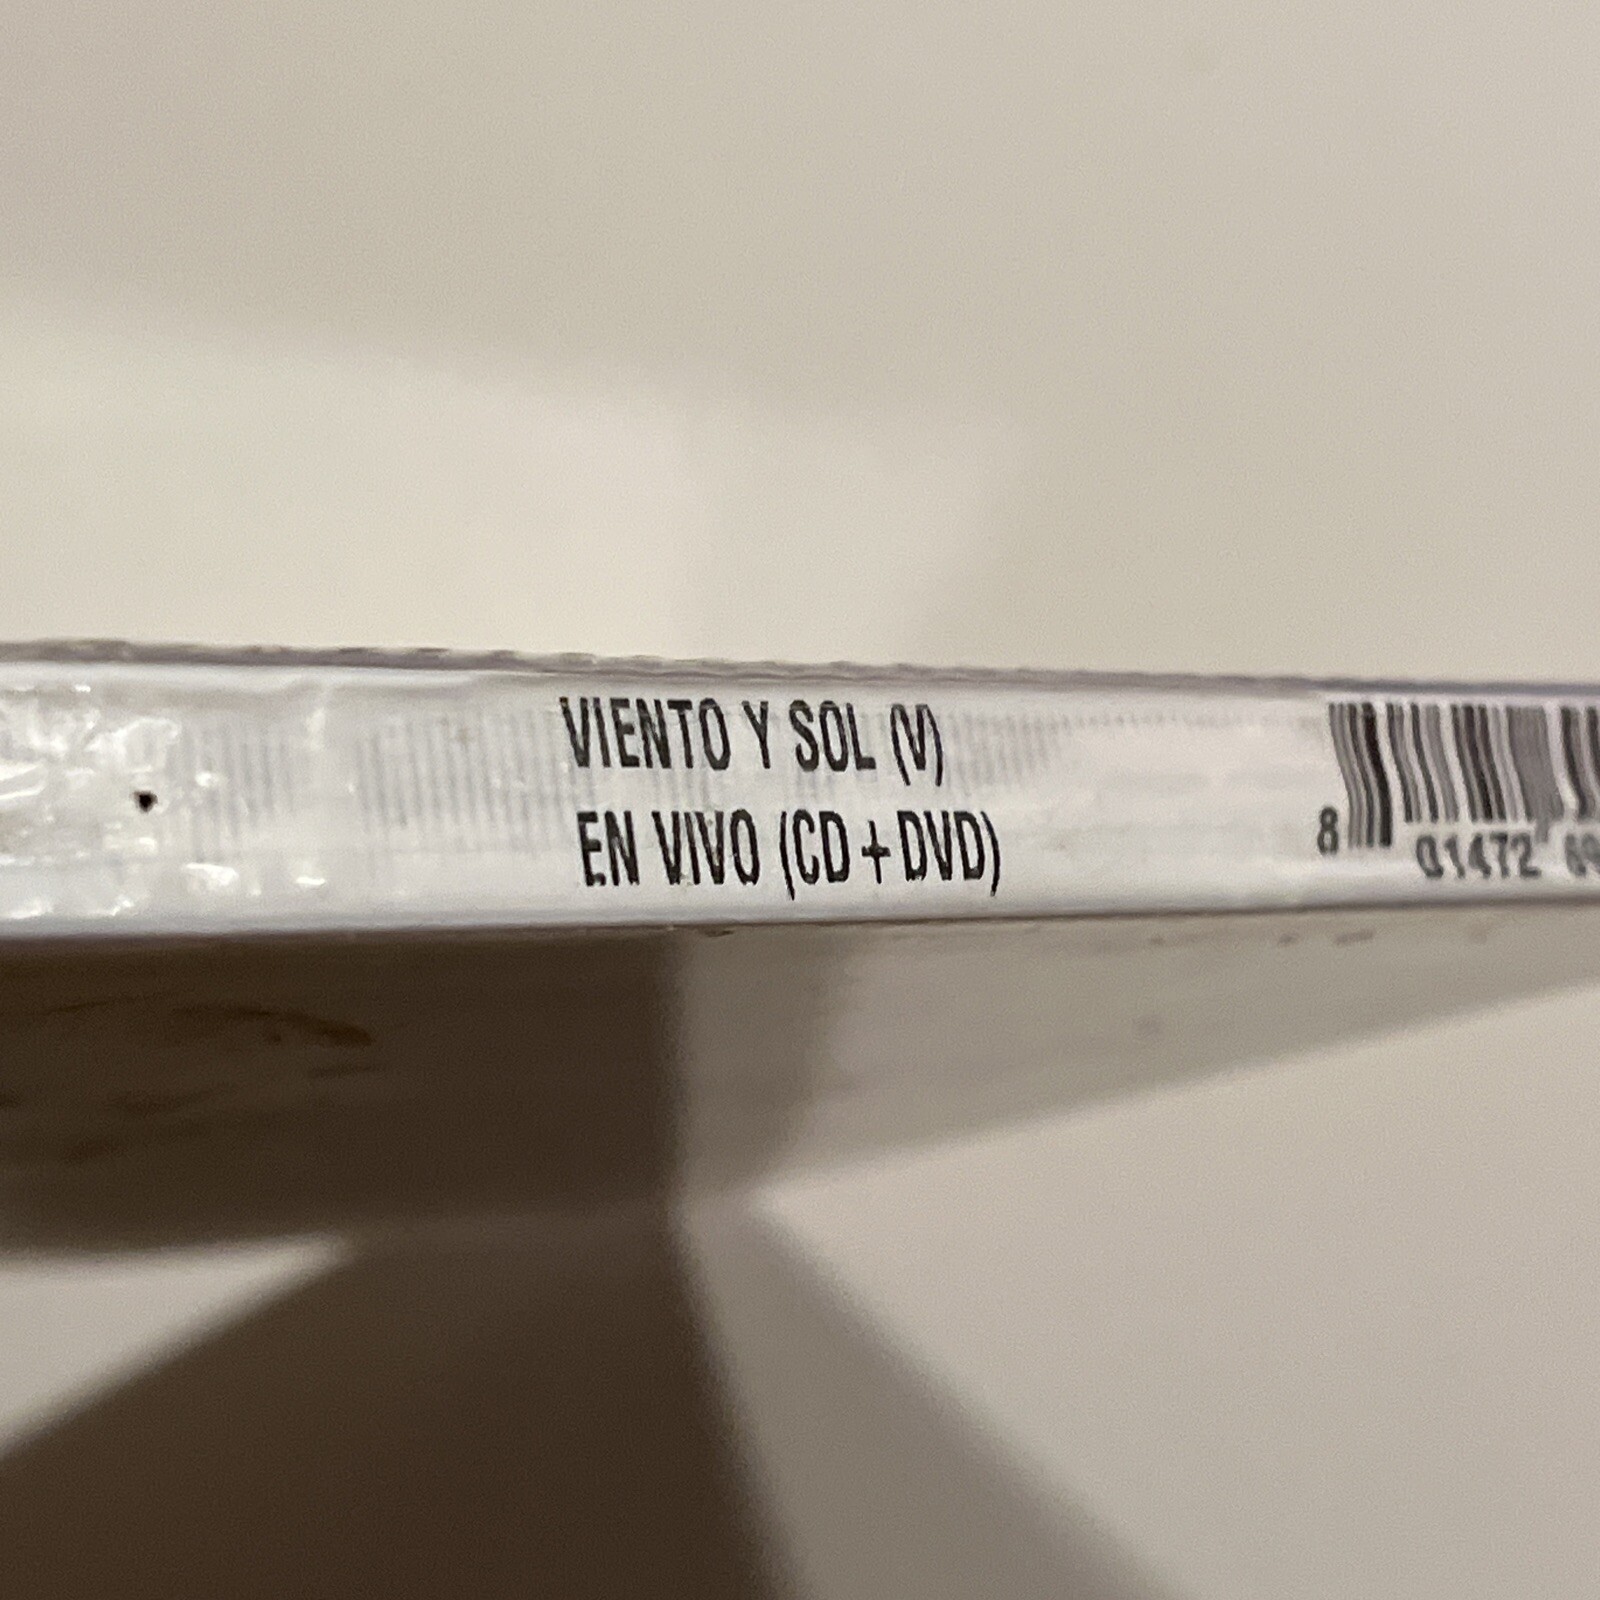 VIENTO Y SOL (V)
EN VIVO (CD+DVD)
8 01472